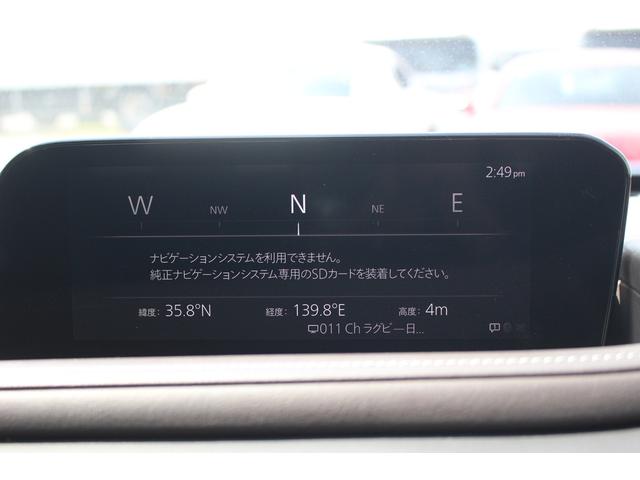 2:49pm
W NW N NE E
ナビゲーションシステムを利用できません。
純正ナビゲーションシステム専用のSDカードを装着してください。
緯度: 35.8°N 経度: 139.8°E 高度: 4m
011 Ch ラグビー日...